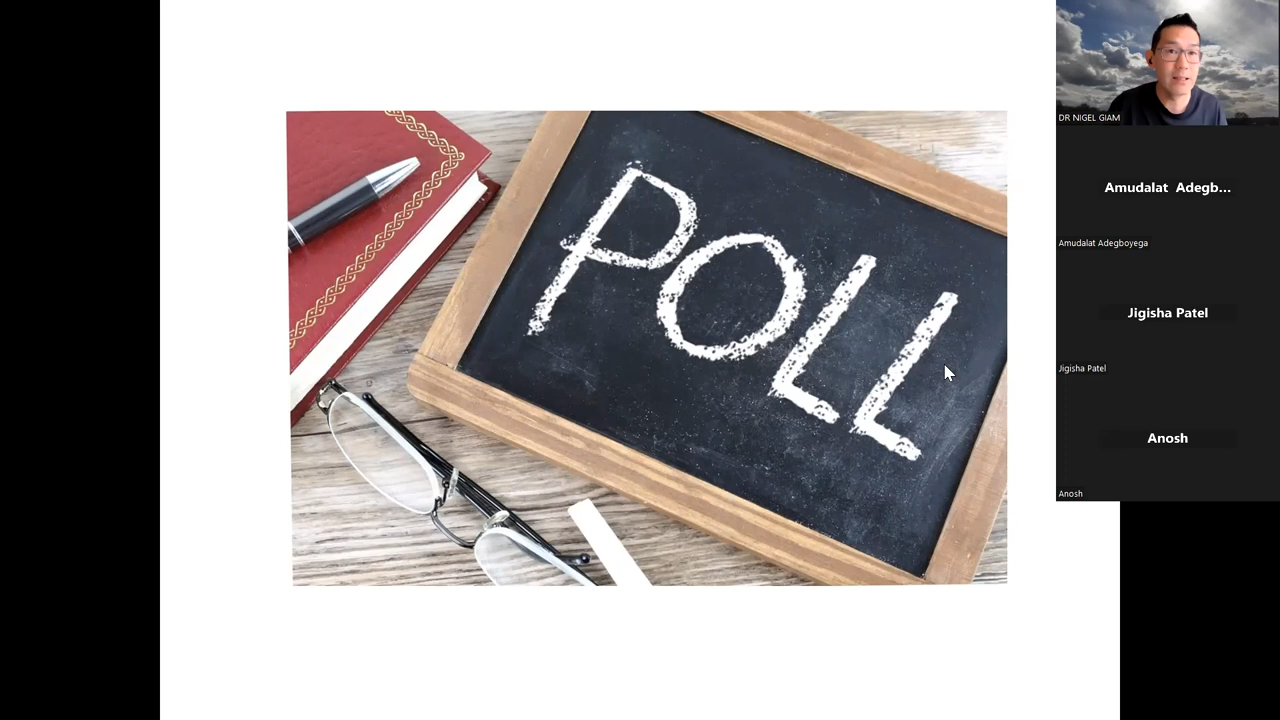 POLL
DR NIGEL GIAM
Amudalat Adegb...
Amudalat Adegboyega
Jigisha Patel
Jigisha Patel
Anosh
Anosh